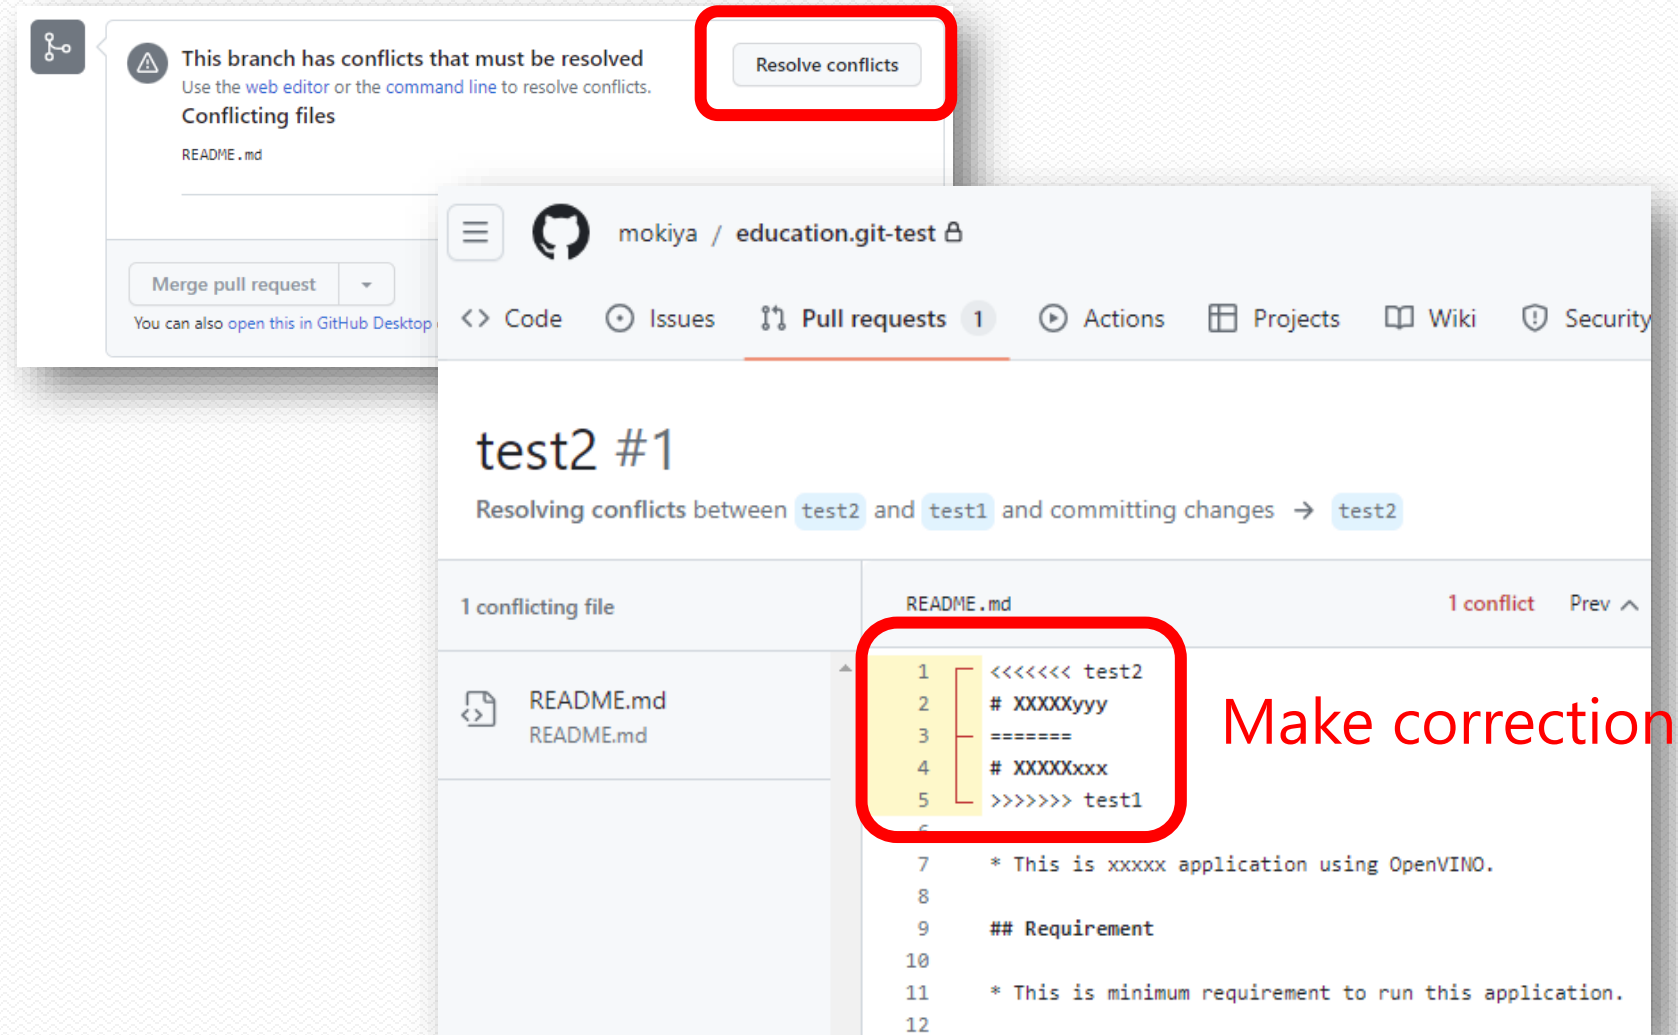 This branch has conflicts that must be resolved
Use the web editor or the command line to resolve conflicts.
Resolve conflicts
Conflicting files
README.md
Merge pull request
You can also open this in GitHub Desktop
mokiya / education.git-test
Code Issues Pull requests 1 Actions Projects Wiki Security
test2 #1
Resolving conflicts between test2 and test1 and committing changes → test2
1 conflicting file
README.md
README.md
README.md 1 conflict Prev
1 <<<<<<< test2
2 # XXXXXyyy
3 =======
4 # XXXXXxxx
5 >>>>>>> test1
6
7 * This is xxxxx application using OpenVINO.
8
9 ## Requirement
10
11 * This is minimum requirement to run this application.
12
Make correction